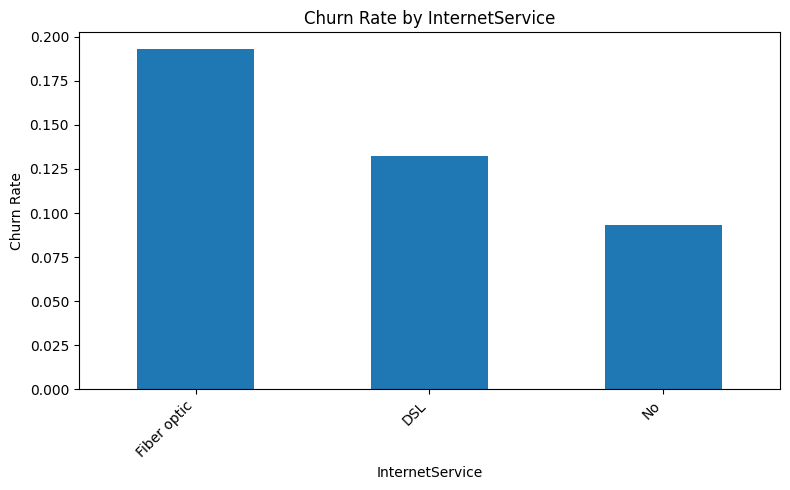 Churn Rate by InternetService
0.200
0.175
0.150
0.125
0.100
0.075
0.050
0.025
0.000
Churn Rate
Fiber optic
DSL
No
InternetService